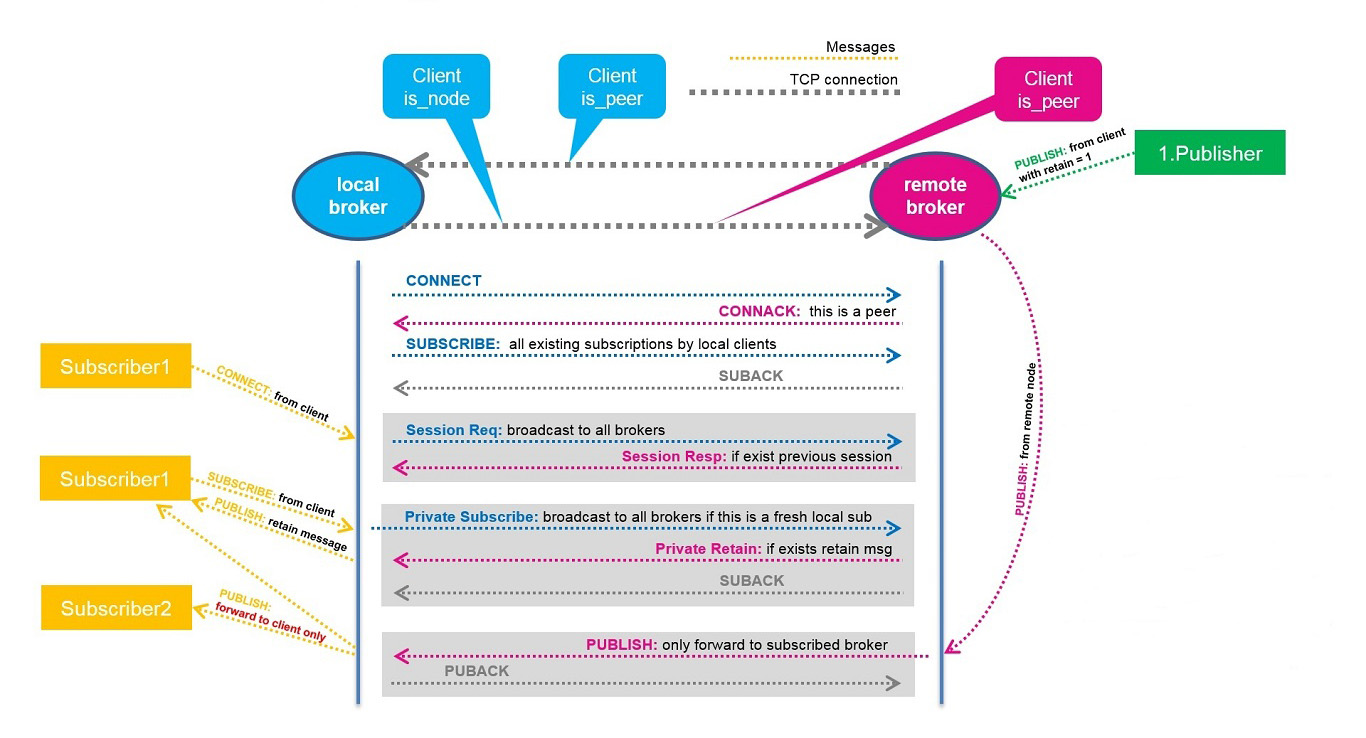 Messages
TCP connection
Client
is_node
Client
is_peer
Client
is_peer
local
broker
remote
broker
PUBLISH: from client
with retain = 1
1.Publisher
CONNECT
CONNACK: this is a peer
SUBSCRIBE: all existing subscriptions by local clients
SUBACK
Subscriber1
CONNECT: from client
Session Req: broadcast to all brokers
Session Resp: if exist previous session
Subscriber1
SUBSCRIBE: from client
PUBLISH: retain message
Private Subscribe: broadcast to all brokers if this is a fresh local sub
Private Retain: if exists retain msg
SUBACK
PUBLISH: from remote node
Subscriber2
PUBLISH:
forward to client only
PUBLISH: only forward to subscribed broker
PUBACK